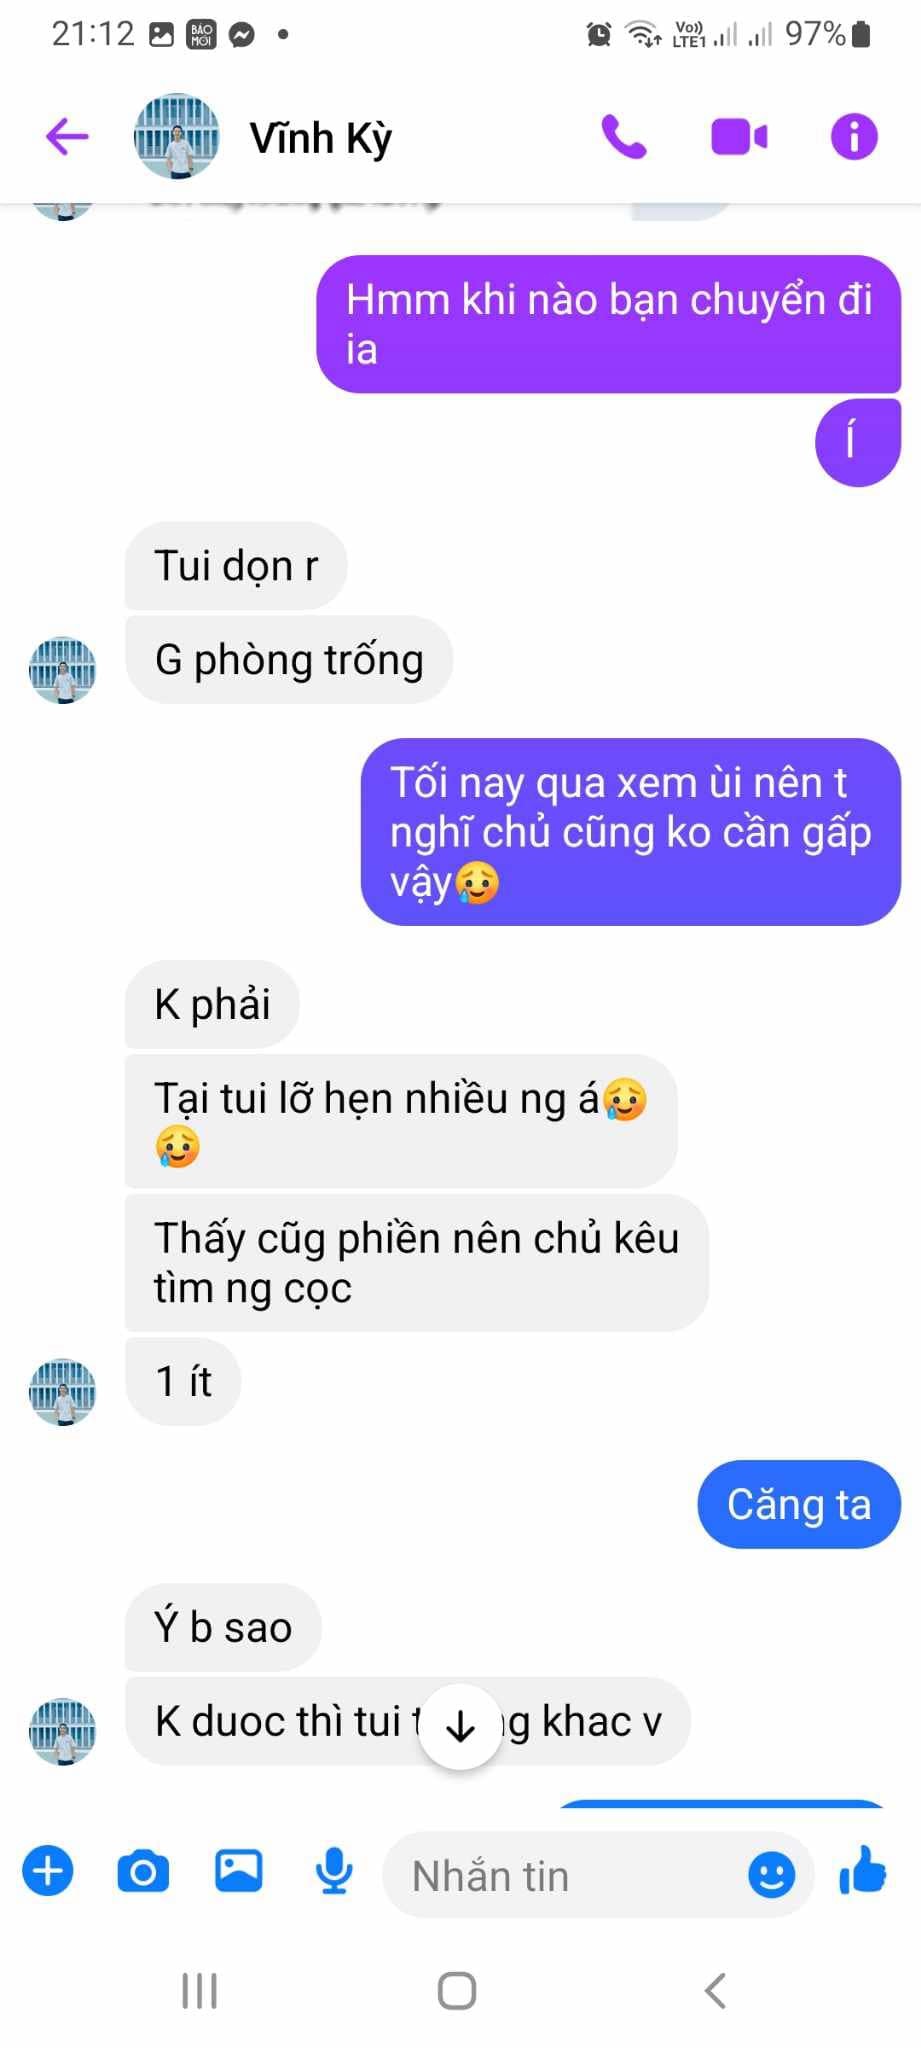 21:12
BÁO
MỚI
Vo))
LTE1
97%
Vĩnh Kỳ
Hmm khi nào bạn chuyển đi
ia
Í
Tui dọn r
G phòng trống
Tối nay qua xem ùi nên t
nghĩ chủ cũng ko cần gấp
vậy🥲
K phải
Tại tui lỡ hẹn nhiều ng á🥲
🥲
Thấy cũg phiền nên chủ kêu
tìm ng cọc
1 ít
Căng ta
Ý b sao
K duoc thì tui khac v
Nhắn tin